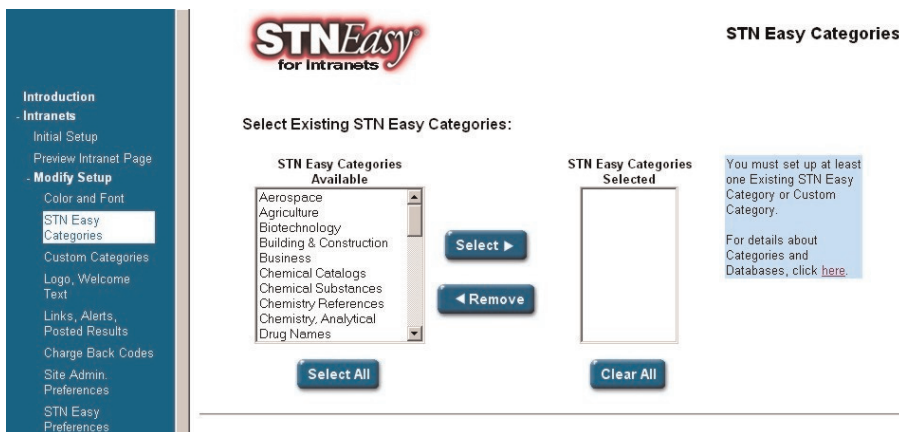 STNEasy®
for Intranets
STN Easy Categories
Introduction
- Intranets
Initial Setup
Preview Intranet Page
- Modify Setup
Color and Font
STN Easy
Categories
Custom Categories
Logo, Welcome
Text
Links, Alerts,
Posted Results
Charge Back Codes
Site Admin.
Preferences
STN Easy
Preferences
Select Existing STN Easy Categories:
STN Easy Categories
Available
Aerospace
Agriculture
Biotechnology
Building & Construction
Business
Chemical Catalogs
Chemical Substances
Chemistry References
Chemistry, Analytical
Drug Names
Select All
Select ►
◄ Remove
STN Easy Categories
Selected
Clear All
You must set up at least
one Existing STN Easy
Category or Custom
Category.
For details about
Categories and
Databases, click here.